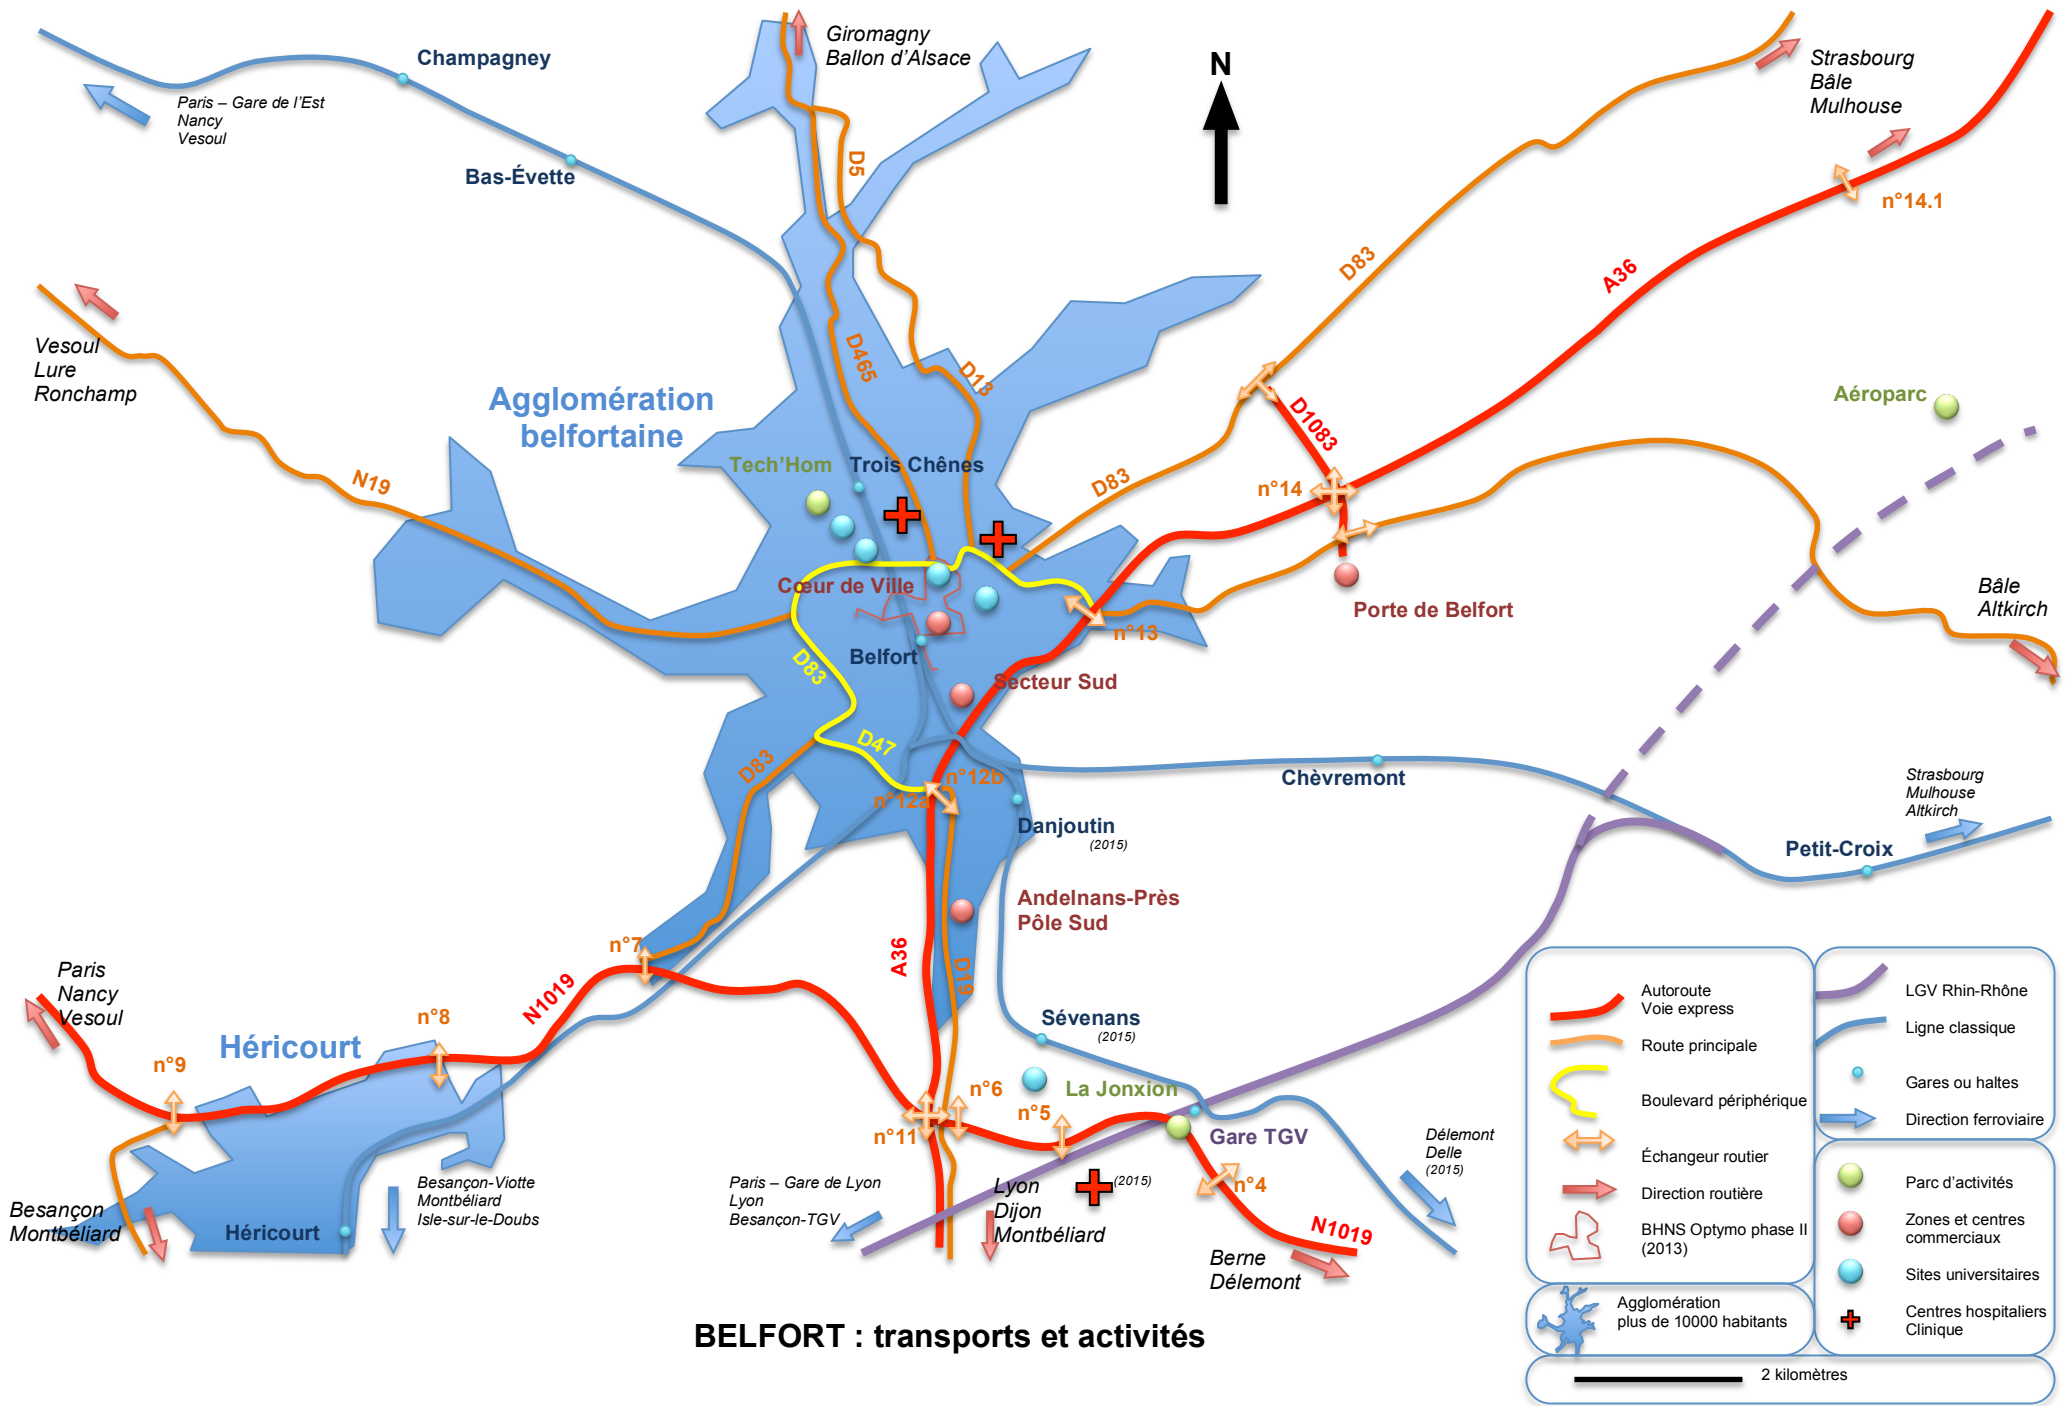 Giromagny
Ballon d'Alsace
N
Strasbourg
Bâle
Mulhouse
Champagney
Paris – Gare de l'Est
Nancy
Vesoul
Bas-Évette
D5
n°14.1
D83
A36
Vesoul
Lure
Ronchamp
D465
D13
Agglomération
belfortaine
Aéroparc
D1083
Tech'Hom
Trois Chênes
N19
D83
n°14
Cœur de Ville
Porte de Belfort
Bâle
Altkirch
n°13
Belfort
D83
Secteur Sud
D47
D83
n°12b
n°12a
Chèvremont
Strasbourg
Mulhouse
Altkirch
Danjoutin
(2015)
Petit-Croix
Andelnans-Près
Pôle Sud
n°7
A36
D19
Paris
Nancy
Vesoul
N1019
n°8
Héricourt
n°9
Sévenans
(2015)
n°6
La Jonxion
n°5
n°11
Gare TGV
Délemont
Delle
(2015)
Besançon-Viotte
Montbéliard
Isle-sur-le-Doubs
Paris – Gare de Lyon
Lyon
Besançon-TGV
Lyon
Dijon
Montbéliard
(2015)
n°4
Besançon
Montbéliard
Héricourt
N1019
Berne
Délemont
BELFORT : transports et activités
Autoroute
Voie express
Route principale
Boulevard périphérique
Échangeur routier
Direction routière
BHNS Optymo phase II
(2013)
Agglomération
plus de 10000 habitants
LGV Rhin-Rhône
Ligne classique
Gares ou haltes
Direction ferroviaire
Parc d'activités
Zones et centres
commerciaux
Sites universitaires
Centres hospitaliers
Clinique
2 kilomètres